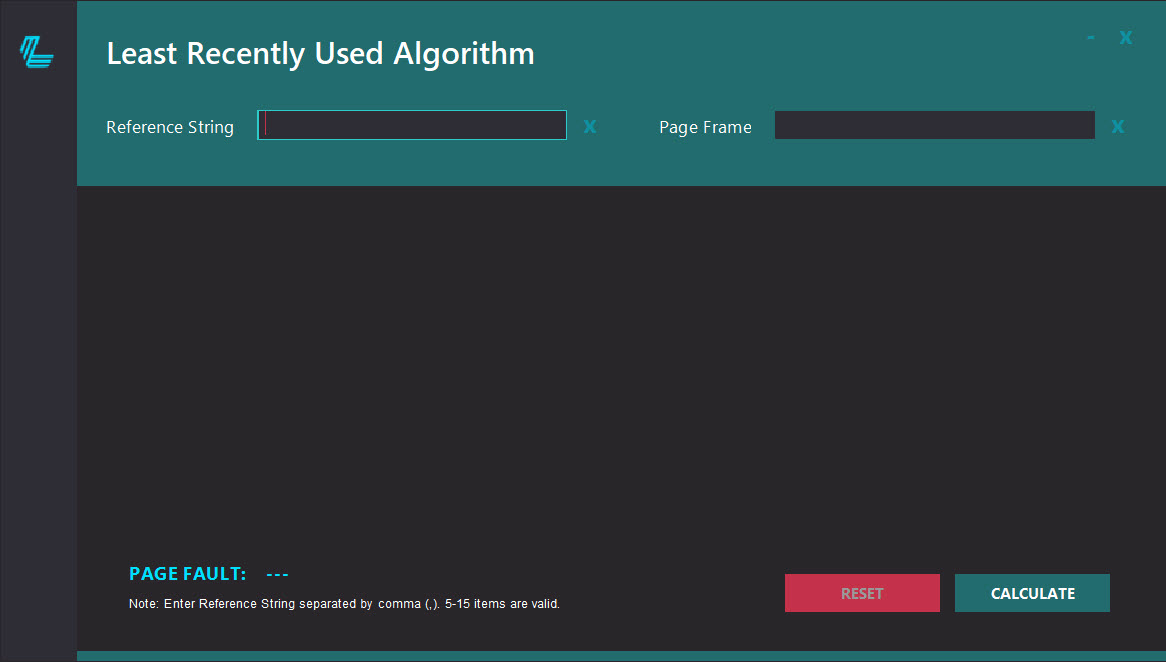 Least Recently Used Algorithm
- X
Reference String X Page Frame X
PAGE FAULT: ---
Note: Enter Reference String separated by comma (,). 5-15 items are valid.
RESET CALCULATE